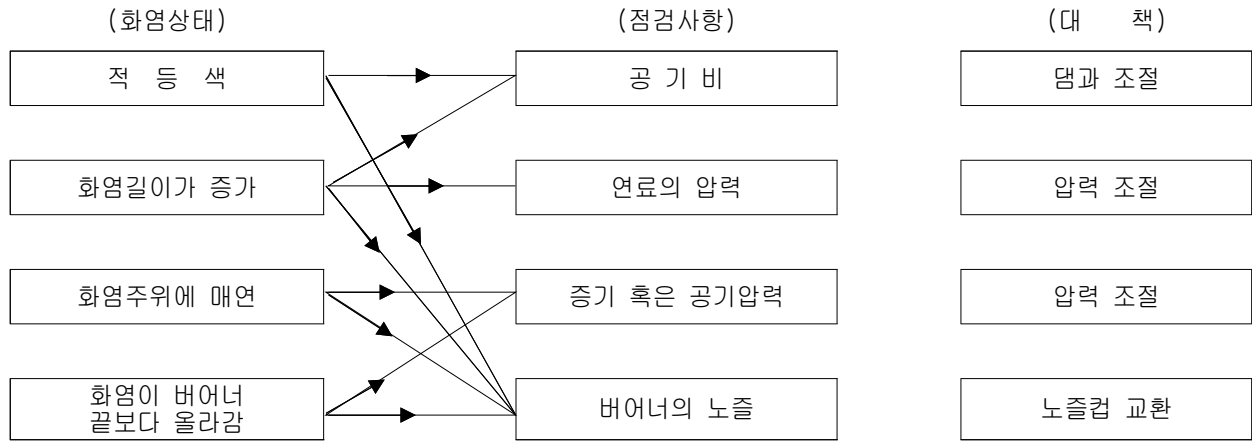 (화염상태) (점검사항) (대 책)
적 등 색 공 기 비 댐과 조절
화염길이가 증가 연료의 압력 압력 조절
화염주위에 매연 증기 혹은 공기압력 압력 조절
화염이 버어너
끝보다 올라감 버어너의 노즐 노즐컵 교환